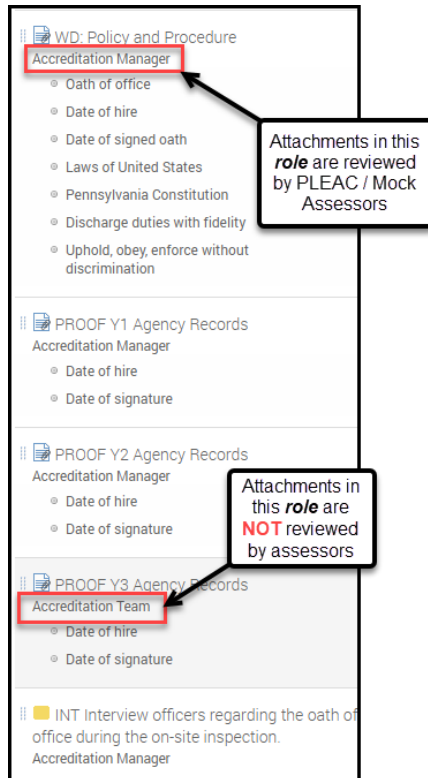 WD: Policy and Procedure
Accreditation Manager
Oath of office
Date of hire
Date of signed oath
Laws of United States
Pennsylvania Constitution
Discharge duties with fidelity
Uphold, obey, enforce without
discrimination
Attachments in this
role are reviewed
by PLEAC / Mock
Assessors
PROOF Y1 Agency Records
Accreditation Manager
Date of hire
Date of signature
PROOF Y2 Agency Records
Accreditation Manager
Date of hire
Date of signature
Attachments in
this role are
NOT reviewed
by assessors
PROOF Y3 Agency Records
Accreditation Team
Date of hire
Date of signature
INT Interview officers regarding the oath of
office during the on-site inspection.
Accreditation Manager